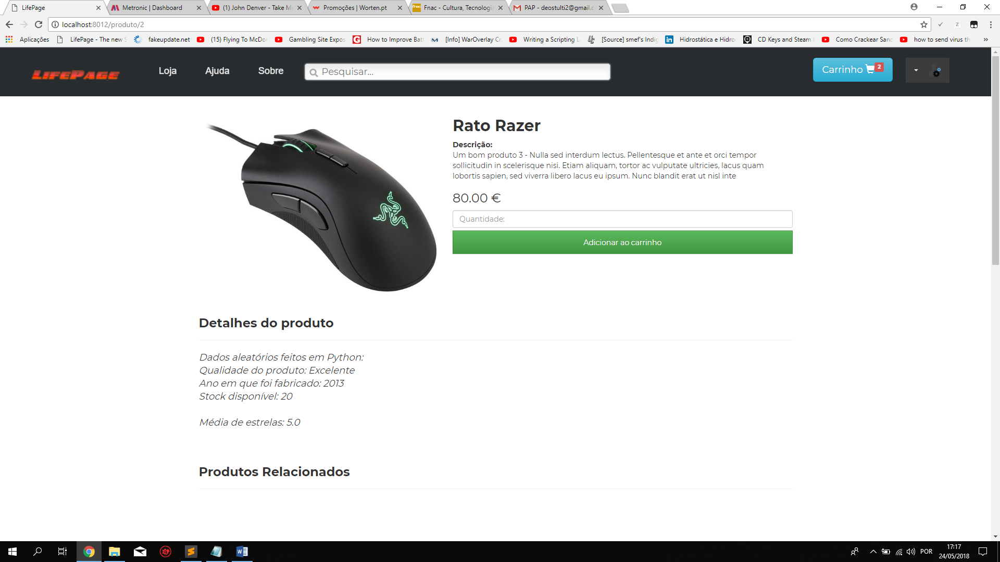 LifePage
Metronic | Dashboard
(1) John Denver - Take M
Promoções | Worten.pt
Fnac - Cultura, Tecnologi
PAP - deostulti2@gmail.c
localhost:8012/produto/2
Aplicações
LifePage - The new S
fakeupdate.net
(15) Flying To McDo
Gambling Site Expos
How to Improve Bat
[Info] WarOverlay Cr
Writing a Scripting L
[Source] smef's Indig
Hidrostática e Hidro
CD Keys and Steam
Como Crackear San
how to send virus th
»
LifePage
Loja
Ajuda
Sobre
Pesquisar...
Carrinho 2
Rato Razer
Descrição:
Um bom produto 3 - Nulla sed interdum lectus. Pellentesque et ante et orci tempor
sollicitudin in scelerisque nisi. Etiam aliquam, tortor ac vulputate ultricies, lacus quam
lobortis sapien, sed viverra libero lacus eu ipsum. Nunc blandit erat ut nisl inte
80.00 €
Quantidade:
Adicionar ao carrinho
Detalhes do produto
Dados aleatórios feitos em Python:
Qualidade do produto: Excelente
Ano em que foi fabricado: 2013
Stock disponível: 20
Média de estrelas: 5.0
Produtos Relacionados
POR
17:17
24/05/2018